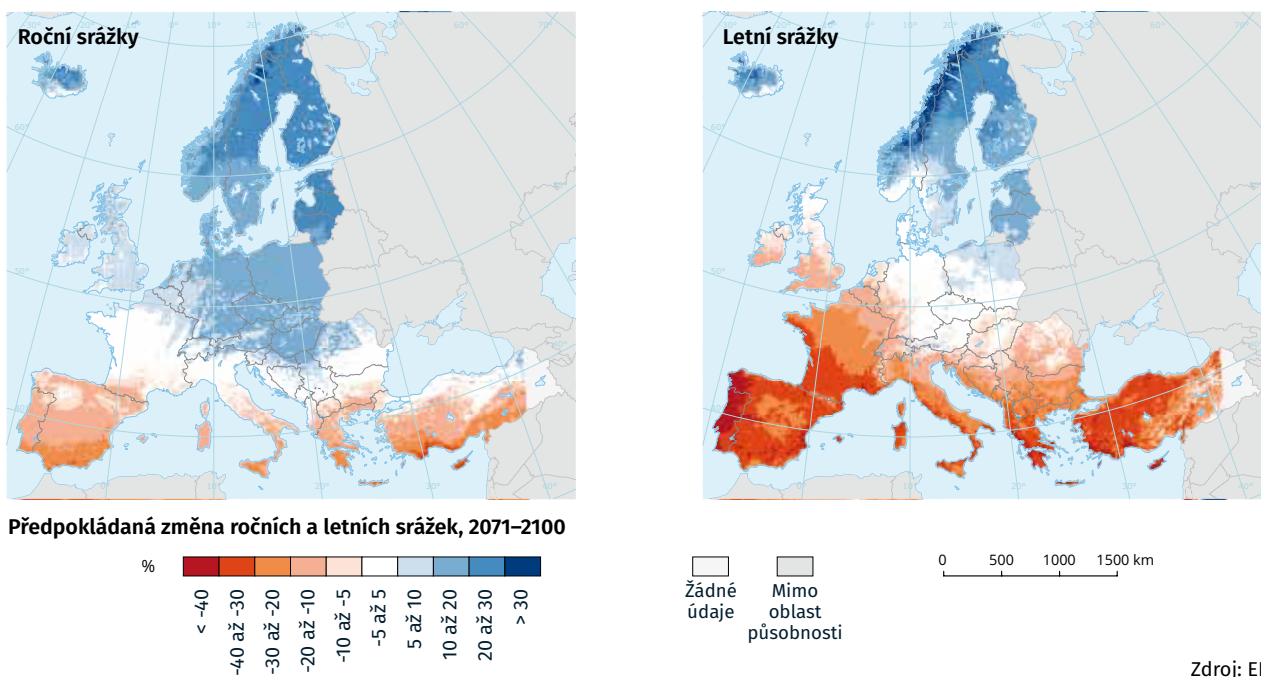 Roční srážky
Letní srážky
Předpokládaná změna ročních a letních srážek, 2071–2100
%
< -40
-40 až -30
-30 až -20
-20 až -10
-10 až -5
-5 až 5
5 až 10
10 až 20
20 až 30
> 30
Žádné
údaje
Mimo
oblast
působnosti
0 500 1000 1500 km
Zdroj: